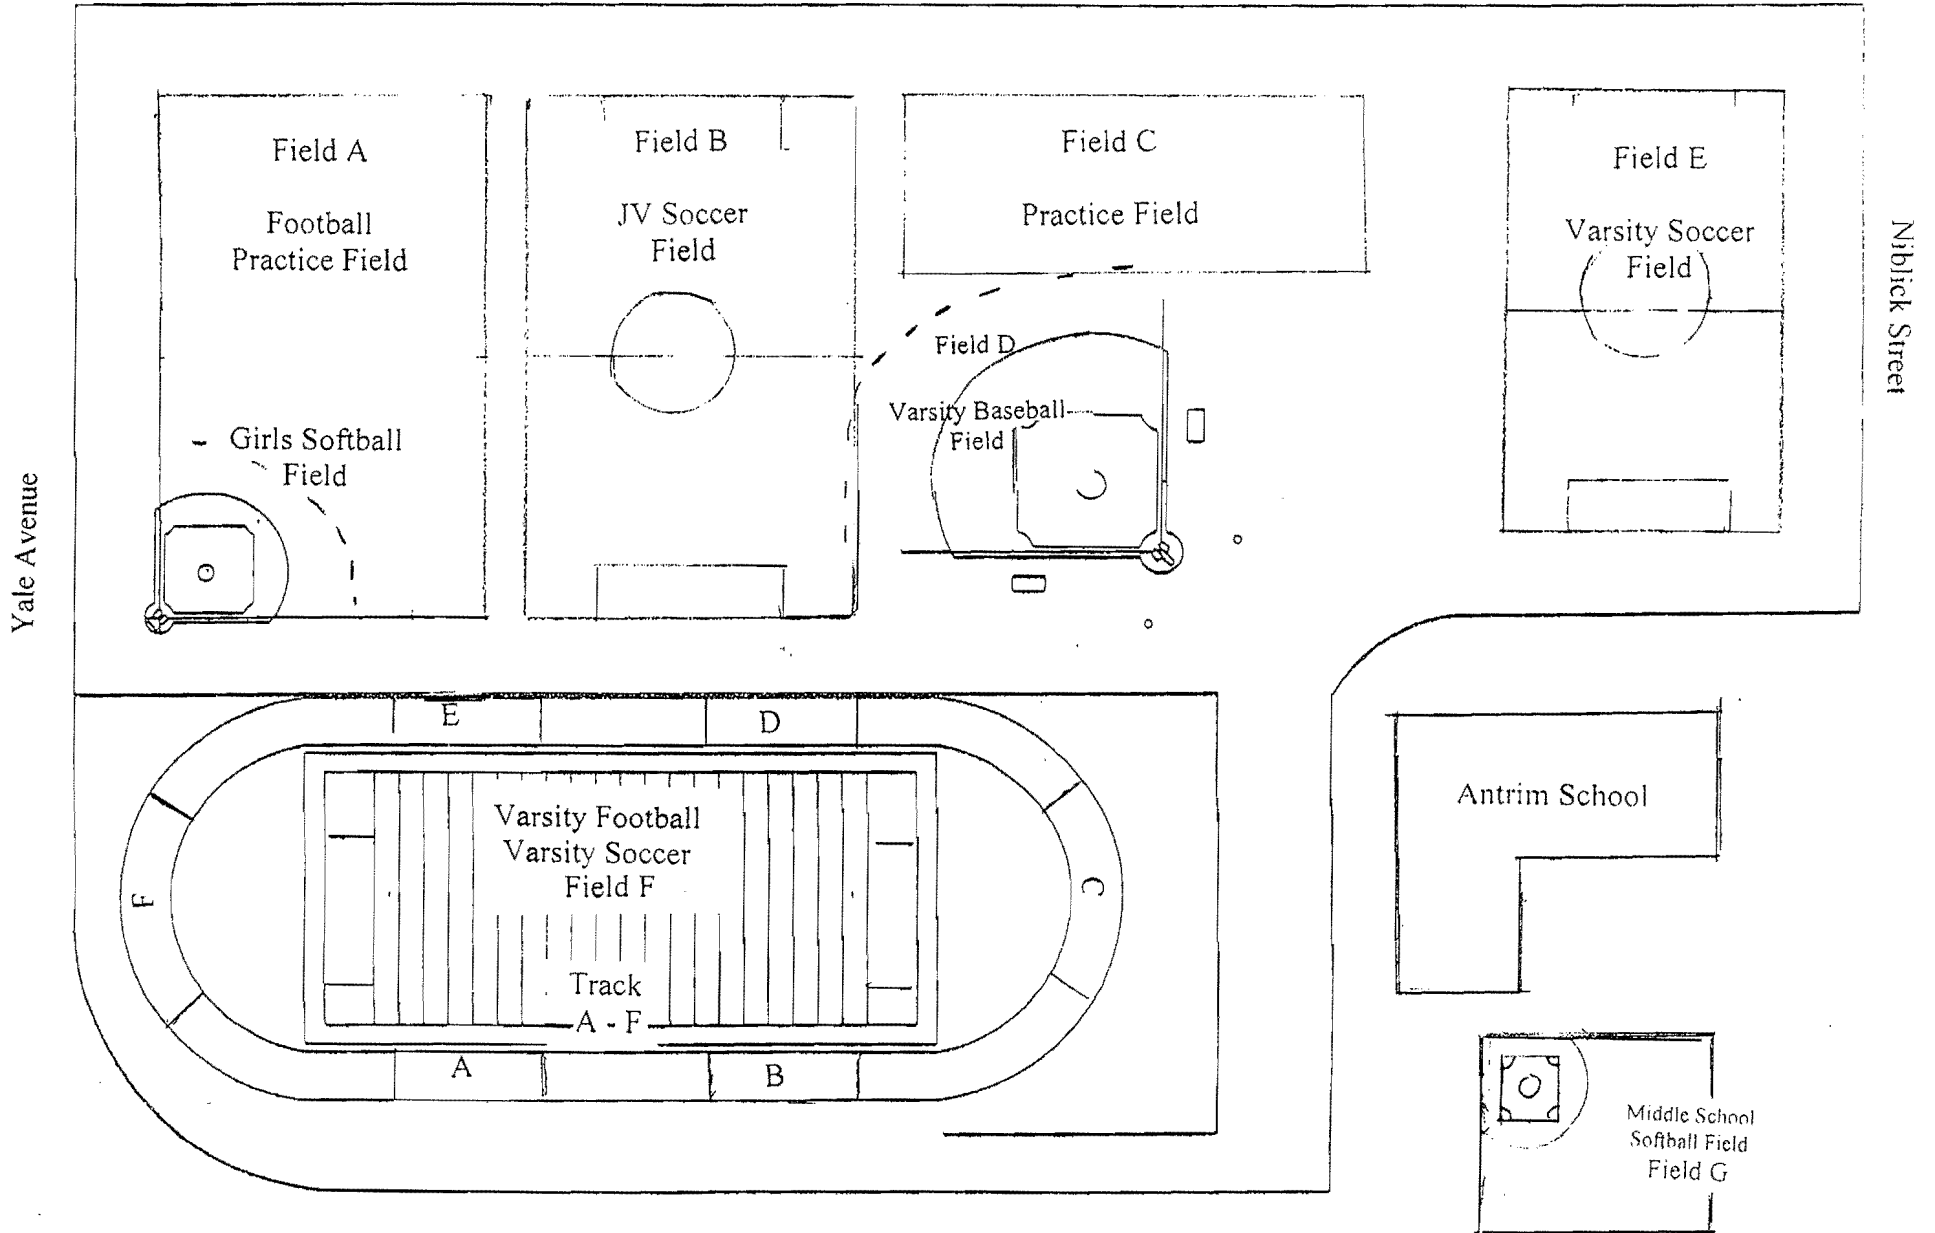 Field A
Football
Practice Field
Girls Softball
Field
Field B
JV Soccer
Field
Field C
Practice Field
Field D
Varsity Baseball
Field
Field E
Varsity Soccer
Field
Niblick Street
Yale Avenue
E
D
F
C
Varsity Football
Varsity Soccer
Field F
Track
A - F
A
B
Antrim School
Middle School
Softball Field
Field G